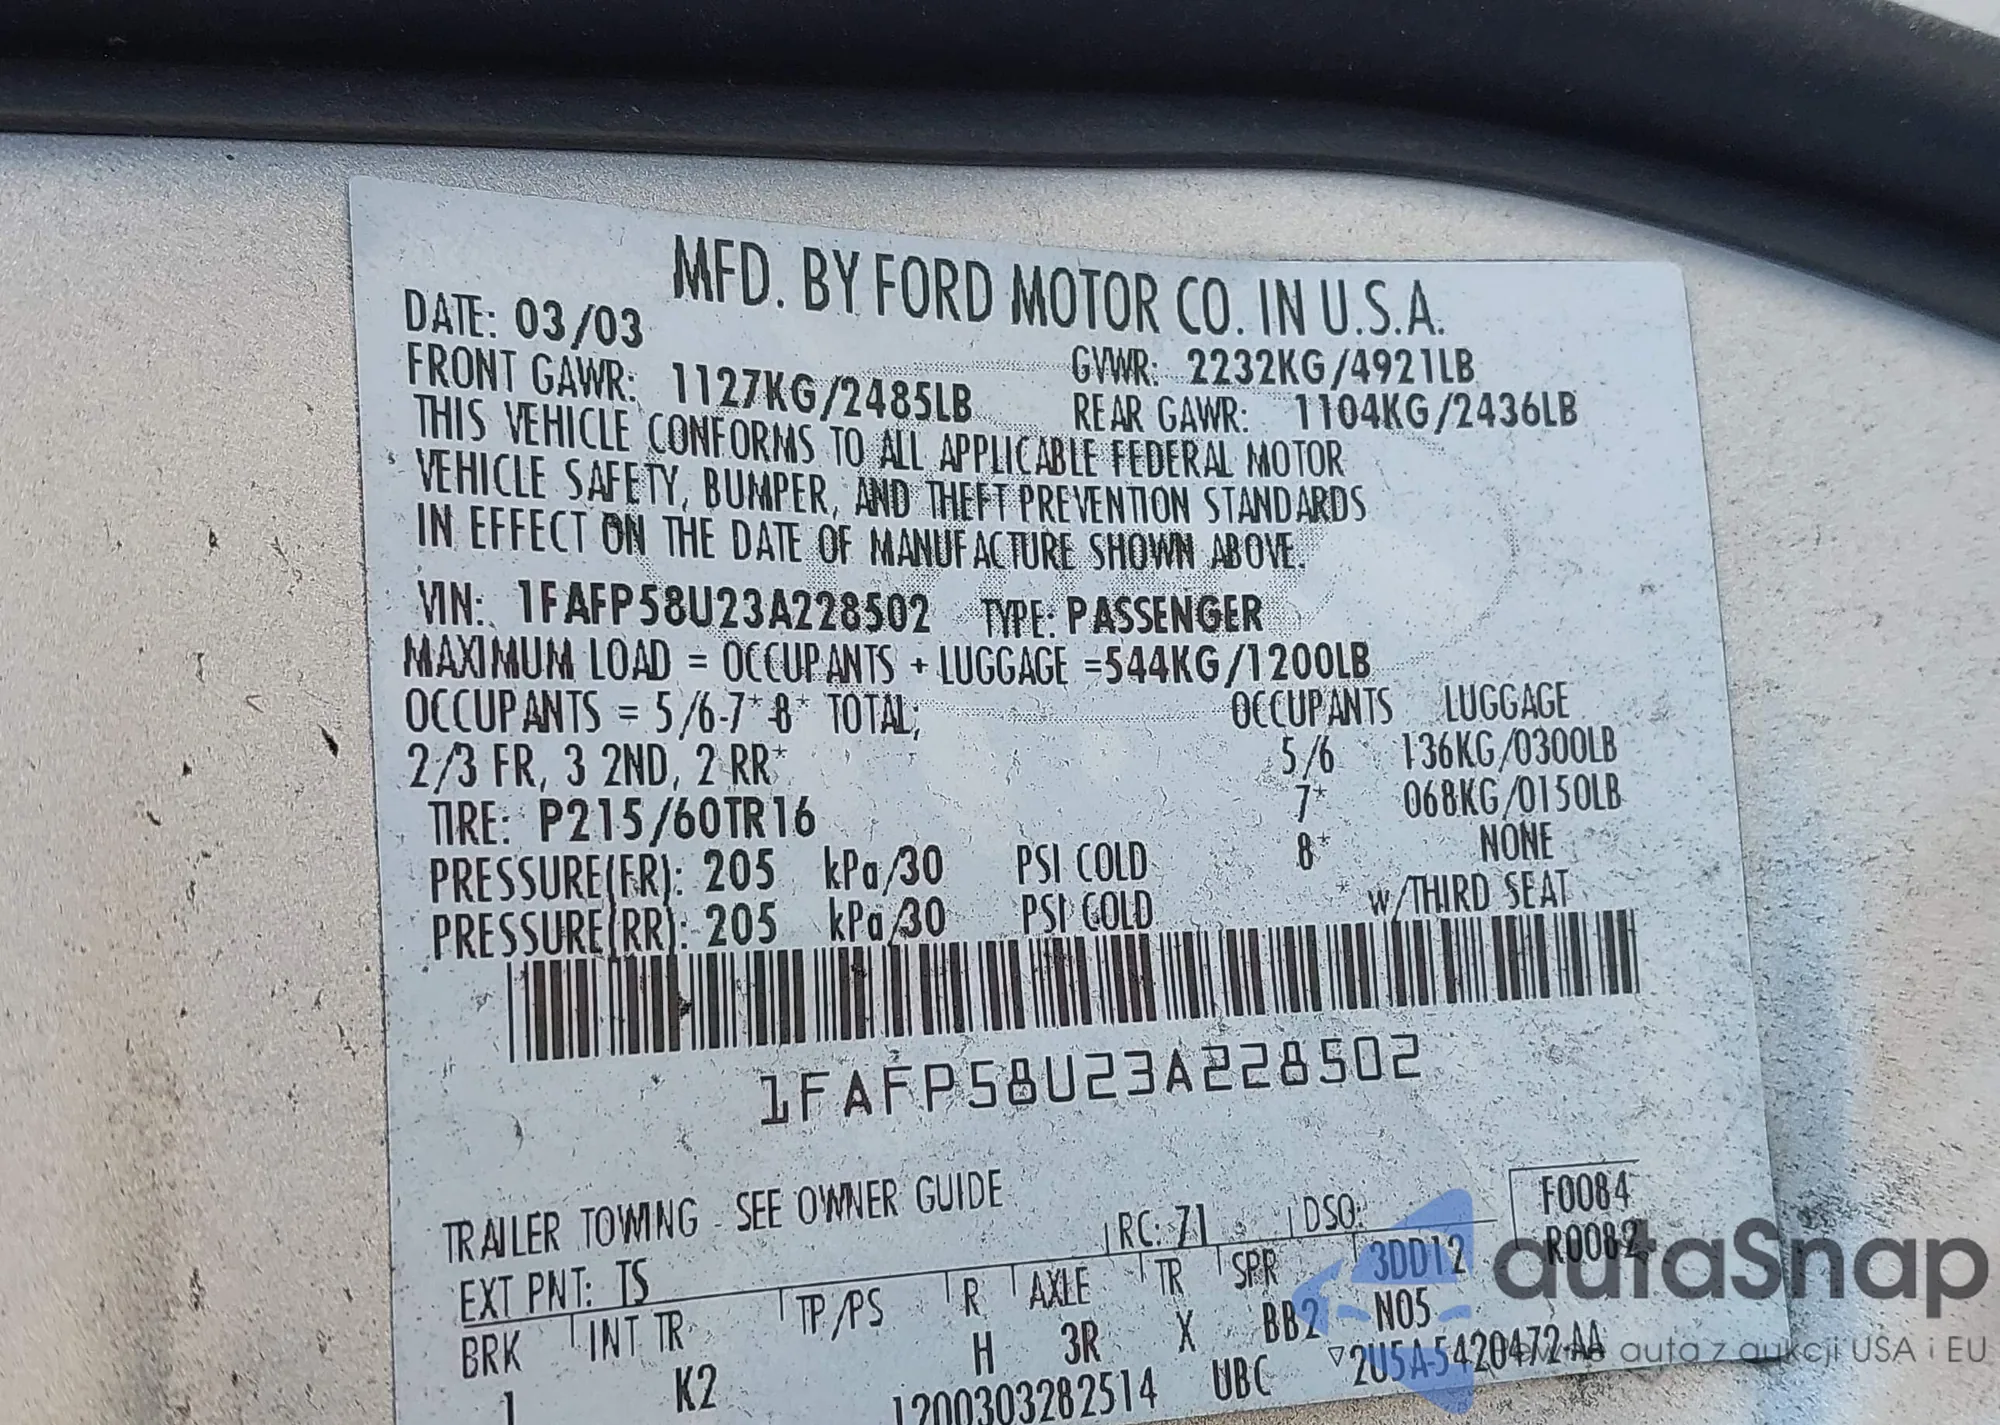 MFD. BY FORD MOTOR CO. IN U.S.A.
DATE: 03/03
GVWR: 2232KG/4921LB
FRONT GAWR: 1127KG/2485LB
REAR GAWR: 1104KG/2436LB
THIS VEHICLE CONFORMS TO ALL APPLICABLE FEDERAL MOTOR
VEHICLE SAFETY, BUMPER, AND THEFT PREVENTION STANDARDS
IN EFFECT ON THE DATE OF MANUFACTURE SHOWN ABOVE.
VIN: 1FAFP58U23A228502 TYPE: PASSENGER
MAXIMUM LOAD = OCCUPANTS + LUGGAGE =544KG/1200LB
OCCUPANTS = 5/6-7*-8* TOTAL; OCCUPANTS LUGGAGE
2/3 FR, 3 2ND, 2 RR* 5/6 136KG/0300LB
TIRE: P215/60TR16 7* 068KG/0150LB
PRESSURE(FR): 205 kPa/30 PSI COLD 8* NONE
PRESSURE(RR): 205 kPa/30 PSI COLD w/THIRD SEAT
1FAFP58U23A228502
TRAILER TOWING - SEE OWNER GUIDE
EXT PNT: TS RC: 71 DSO: F0084
R0082
BRK INT TR TP/PS R AXLE TR SPR 3DD12
1 K2 H 3R X BB2 N05
1200303282514 UBC ▽2U5A-5420472-AA
autaSnap
auta z aukcji USA i EU